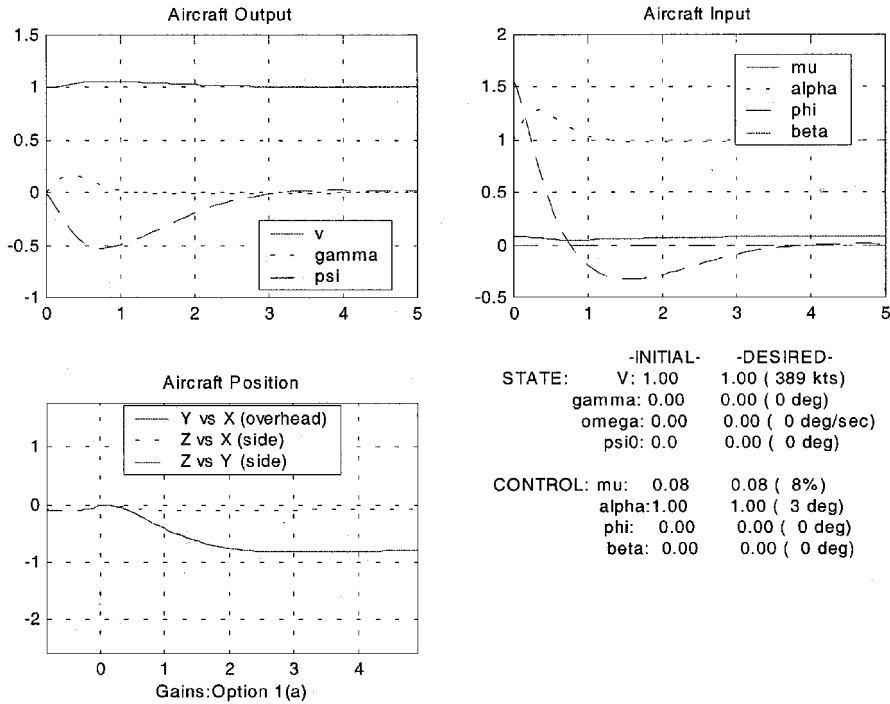 Aircraft Output
1.5
1
0.5
0
-0.5
-1
0 1 2 3 4 5
v
gamma
psi
Aircraft Input
2
1.5
1
0.5
0
-0.5
0 1 2 3 4 5
mu
alpha
phi
beta
Aircraft Position
1
0
-1
-2
0 1 2 3 4
Y vs X (overhead)
Z vs X (side)
Z vs Y (side)
Gains:Option 1(a)
-INITIAL- -DESIRED-
STATE: V: 1.00 1.00 ( 389 kts)
gamma: 0.00 0.00 ( 0 deg)
omega: 0.00 0.00 ( 0 deg/sec)
psi0: 0.0 0.00 ( 0 deg)
CONTROL: mu: 0.08 0.08 ( 8%)
alpha:1.00 1.00 ( 3 deg)
phi: 0.00 0.00 ( 0 deg)
beta: 0.00 0.00 ( 0 deg)